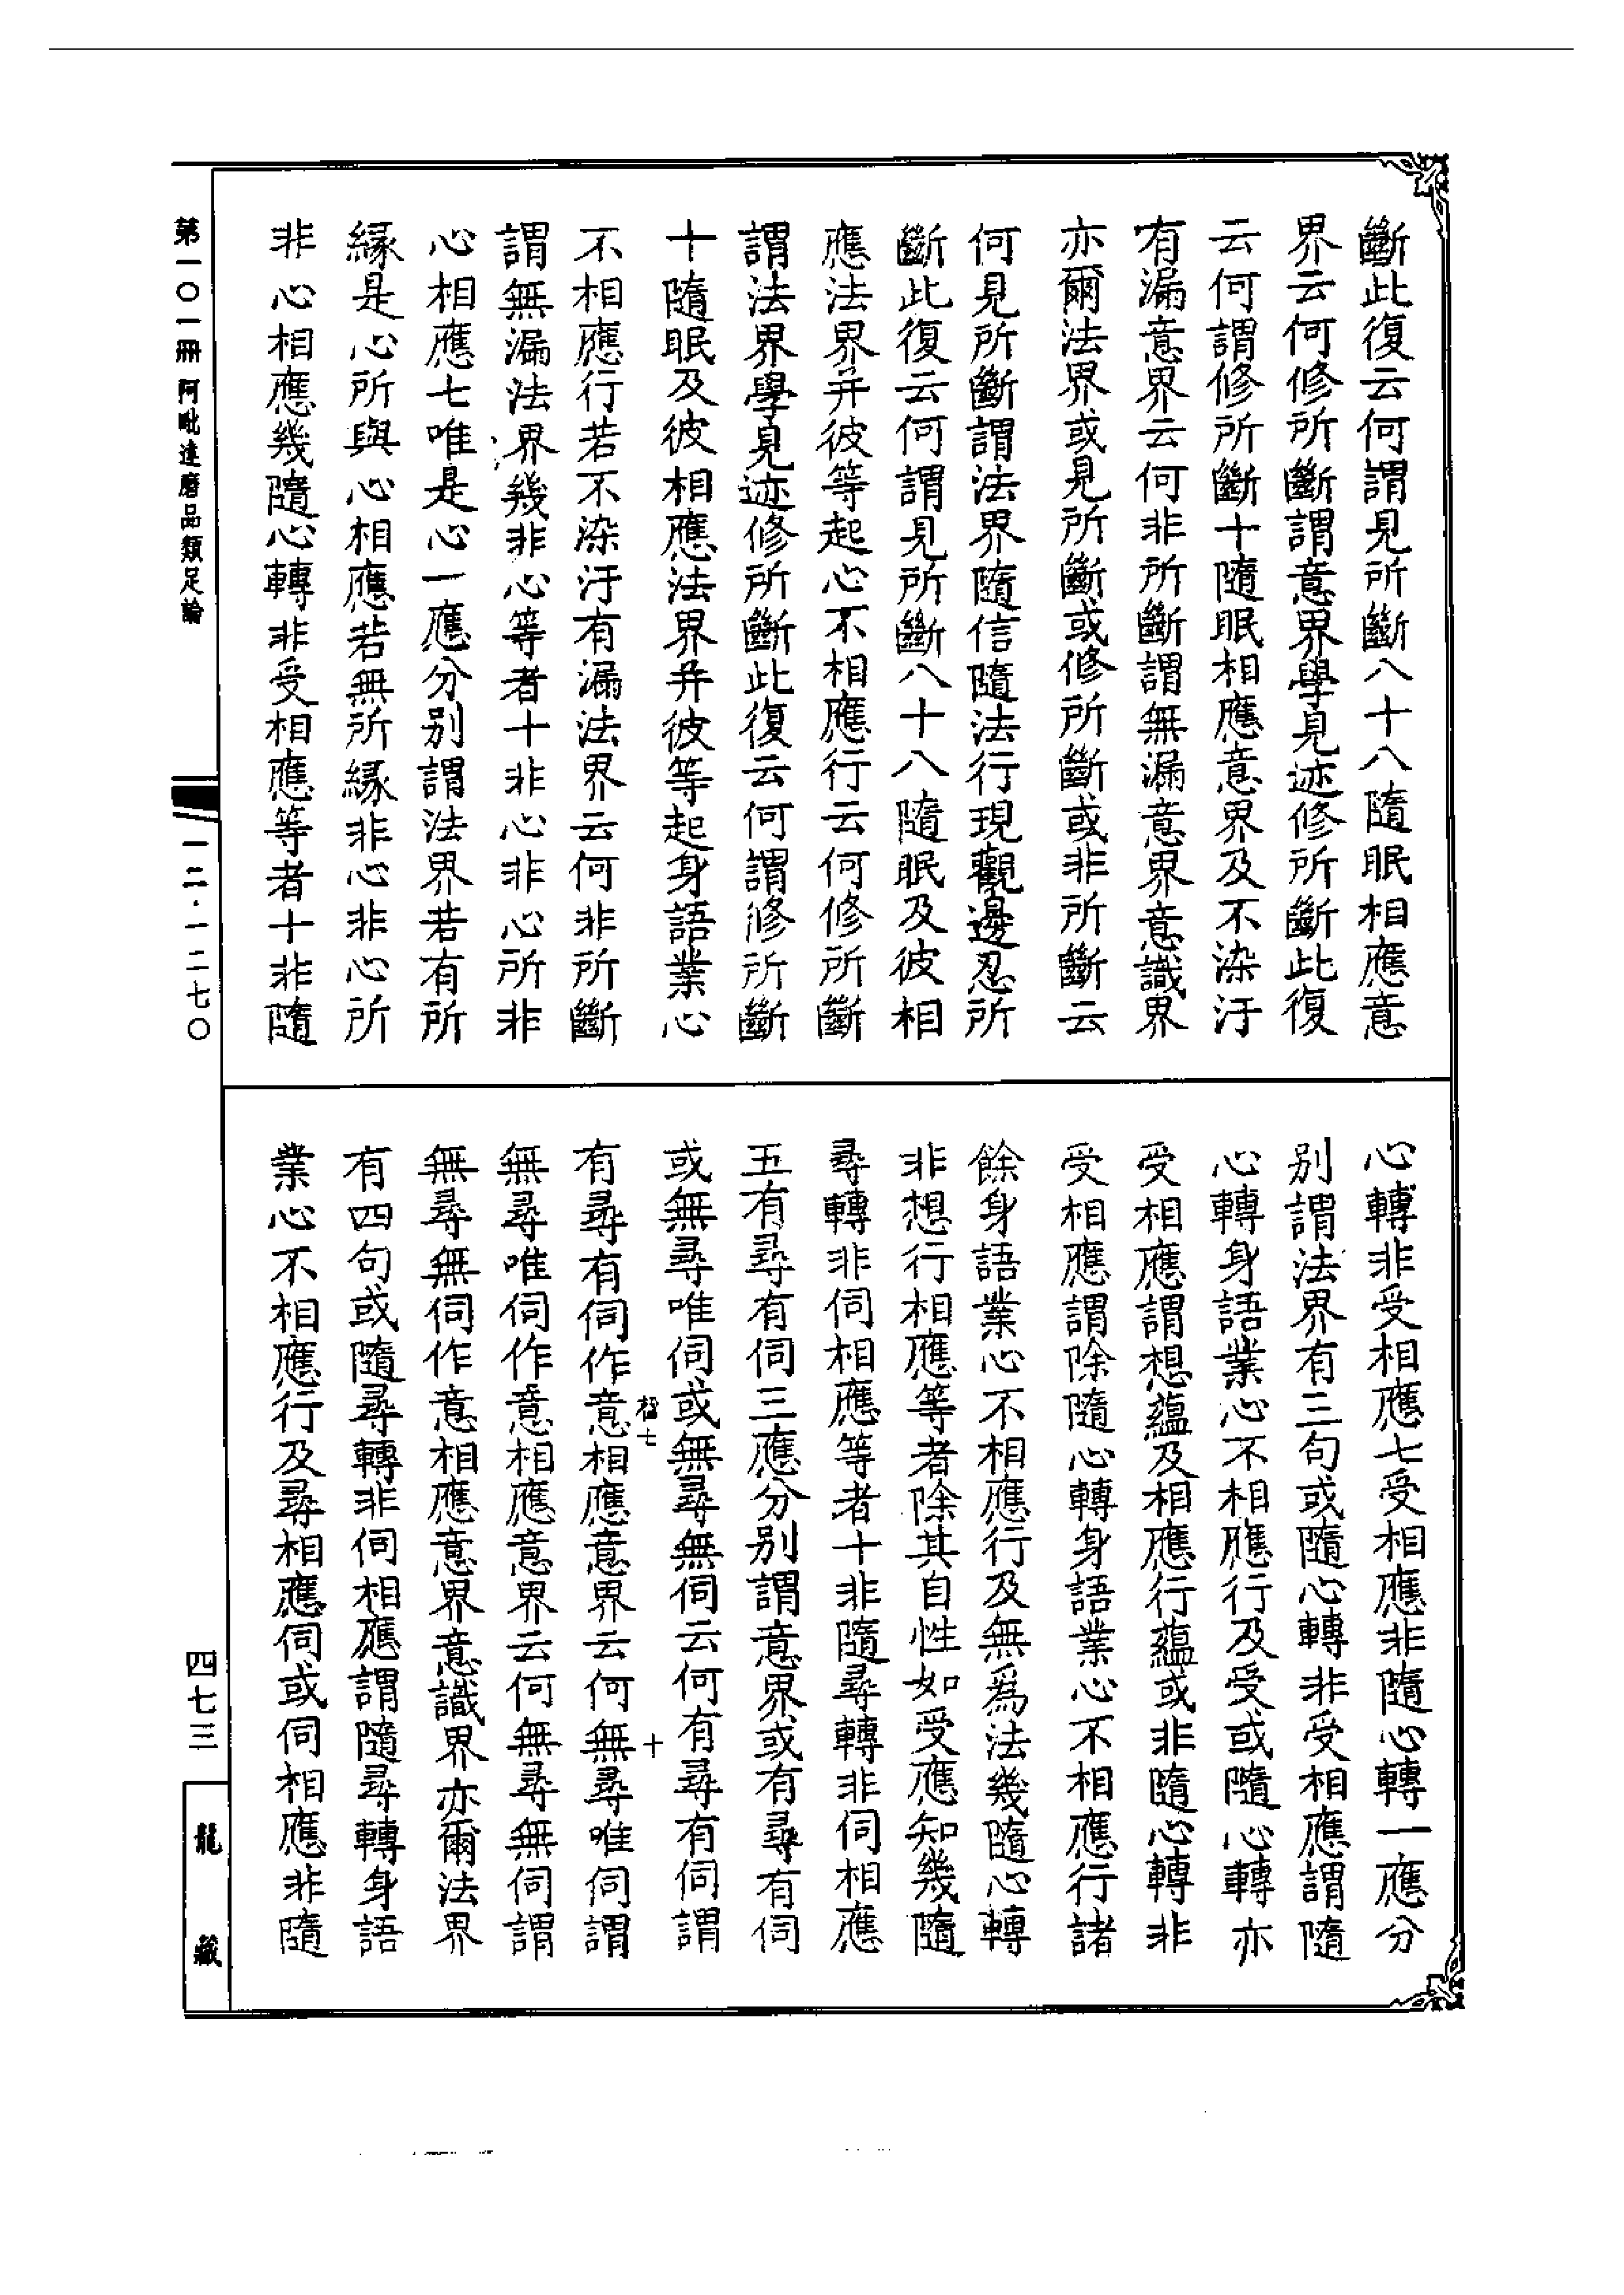 斷此復云何謂見所斷八十八隨眠相應意
界云何修所斷謂意界學見迹修所斷此復
云何謂修所斷十隨眠相應意界及不染汙
有漏意界云何非所斷謂無漏意界意識界
亦爾法界或見所斷或修所斷或非所斷云
何見所斷謂法界隨信隨法行現觀邊忍所
斷此復云何謂見所斷八十八隨眠及彼相
應法界并彼等起心不相應行云何修所斷
謂法界學見迹修所斷此復云何謂修所斷
十隨眠及彼相應法界并彼等起身語業心
不相應行若不染汙有漏法界云何非所斷
謂無漏法界幾非心等者十非心非心所非
心相應七唯是心一應分別謂法界若有所
緣是心所與心相應若無所緣非心非心所
非心相應幾隨心轉非受相應等者十非隨
心轉非受相應七受相應非隨心轉一應分
別謂法界有三句或隨心轉非受相應謂隨
心轉身語業心不相應行及受或隨心轉亦
受相應謂想蘊及相應行蘊或非隨心轉非
受相應謂除隨心轉身語業心不相應行諸
餘身語業心不相應行及無為法幾隨心轉
非想行相應等者除其自性如受應知幾隨
尋轉非伺相應等者十非隨尋轉非伺相應
五有尋有伺三應分別謂意界或有尋有伺
或無尋唯伺或無尋無伺云何有尋有伺謂
有尋有伺作意相應意界云何無尋唯伺謂
無尋唯伺作意相應意界云何無尋無伺謂
無尋無伺作意相應意界意識界亦爾法界
有四句或隨尋轉非伺相應謂隨尋轉身語
業心不相應行及尋相應伺或伺相應非隨
七
十
第一〇一冊 阿毗達磨品類足論
一二·一二七〇
四七三
龍藏